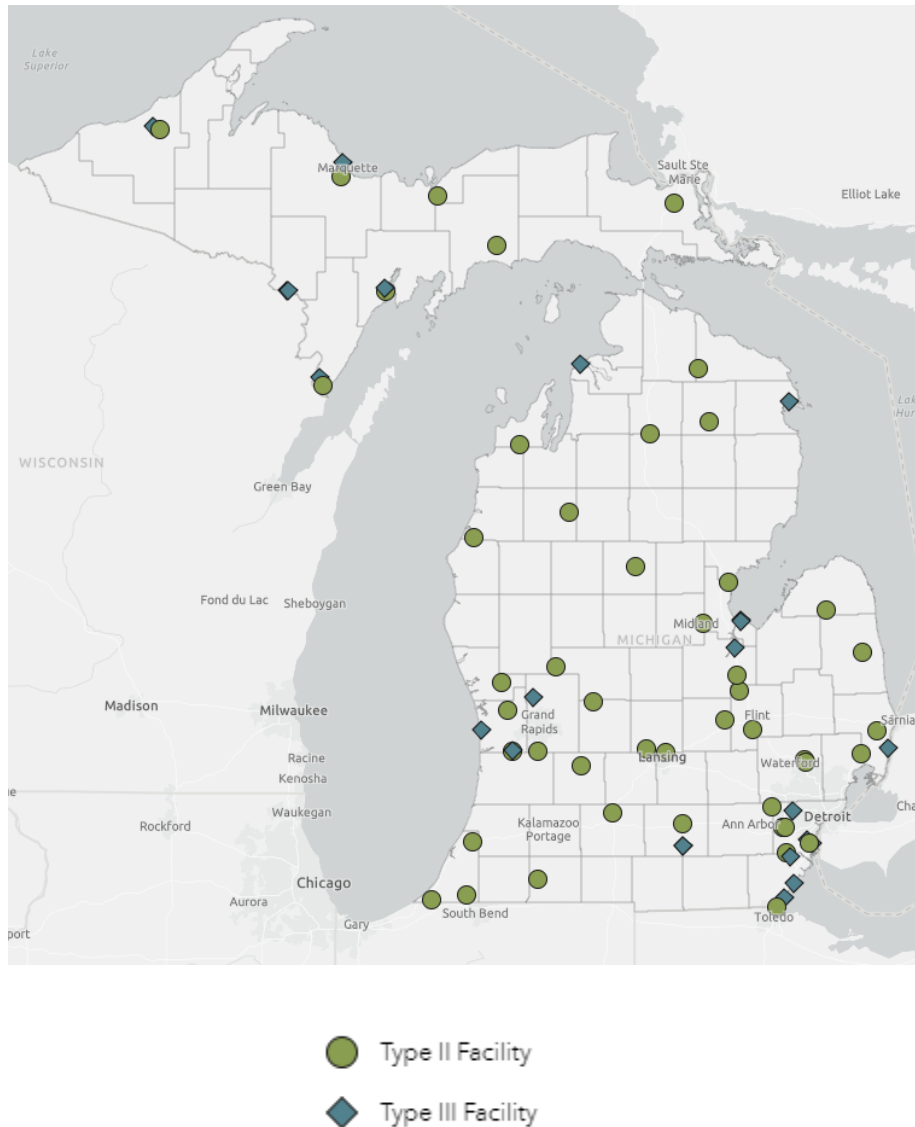 Lake
Superior
Marquette
Sault Ste
Marie
Elliot Lake
WISCONSIN
Green Bay
Fond du Lac
Sheboygan
Midland
MICHIGAN
Madison
Milwaukee
Grand
Rapids
Flint
Sarnia
Racine
Lansing
Waterford
Kenosha
Waukegan
Rockford
Kalamazoo
Portage
Ann Arbor
Detroit
Chicago
Aurora
South Bend
Gary
Toledo
Type II Facility
Type III Facility